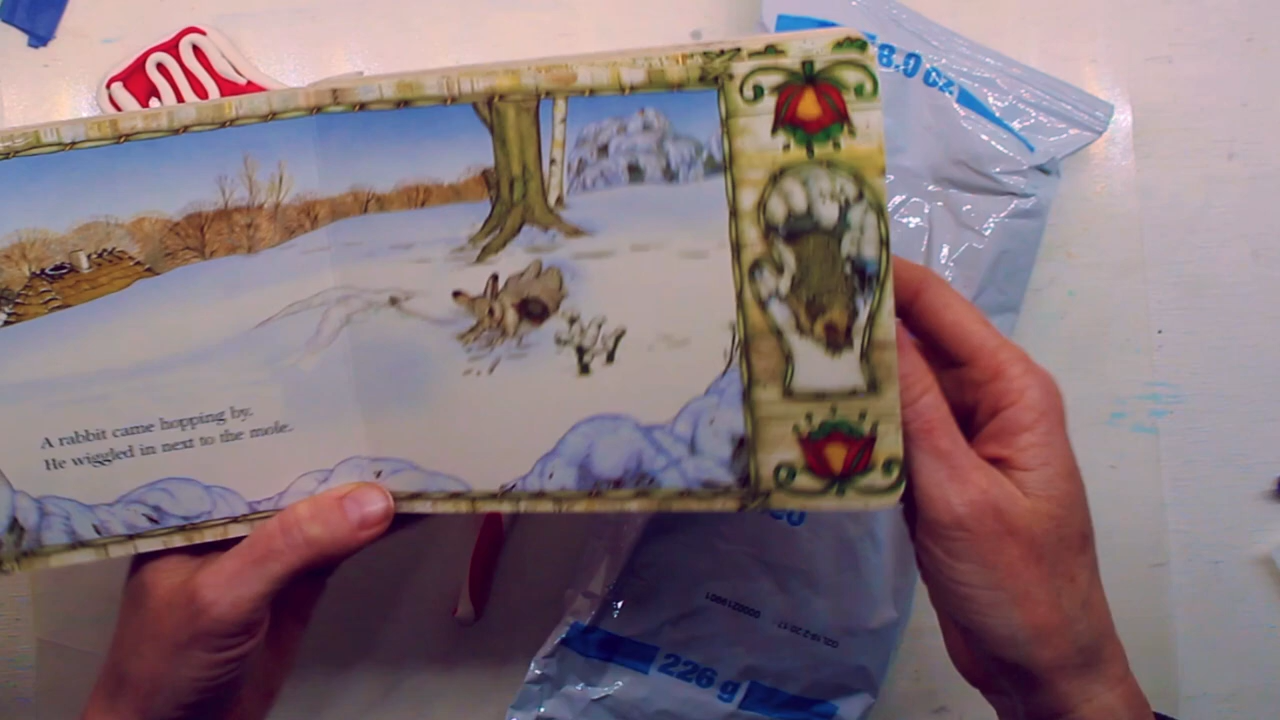 8.0 oz
A rabbit came hopping by.
He wiggled in next to the mole.
226 g